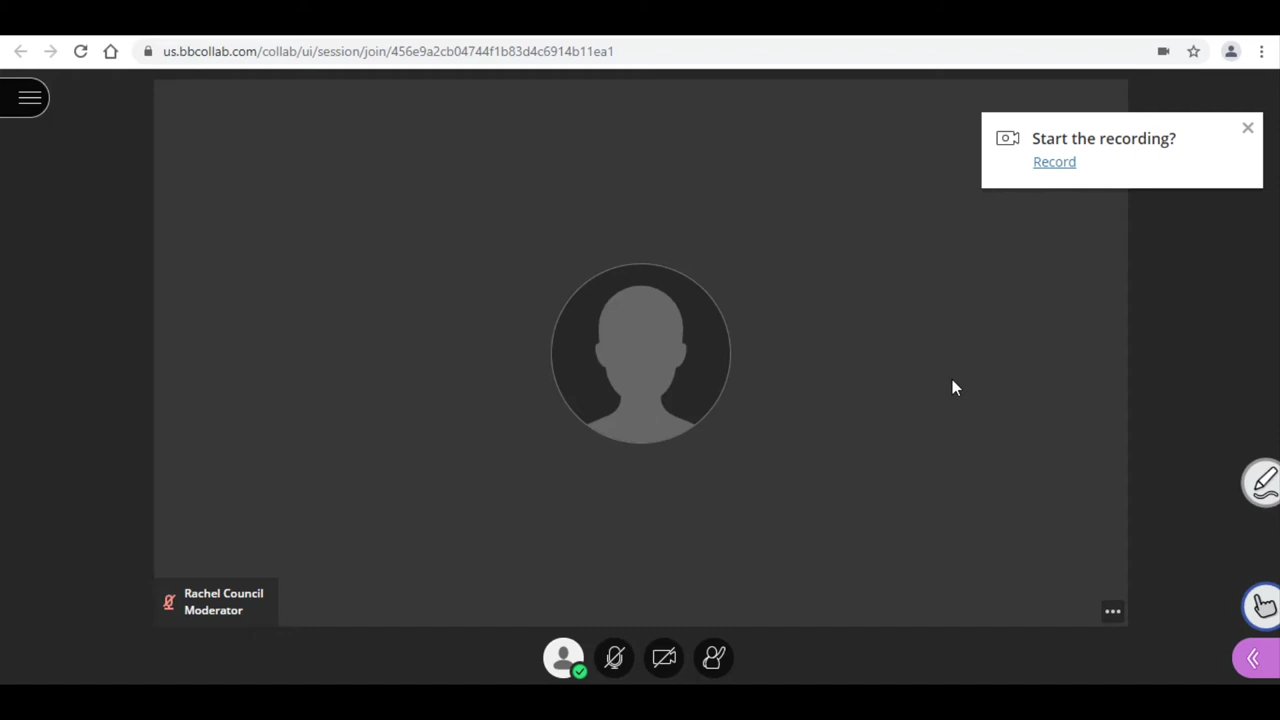 us.bbcollab.com/collab/ui/session/join/456e9a2cb04744f1b83d4c6914b11ea1
Start the recording?
Record
Rachel Council
Moderator